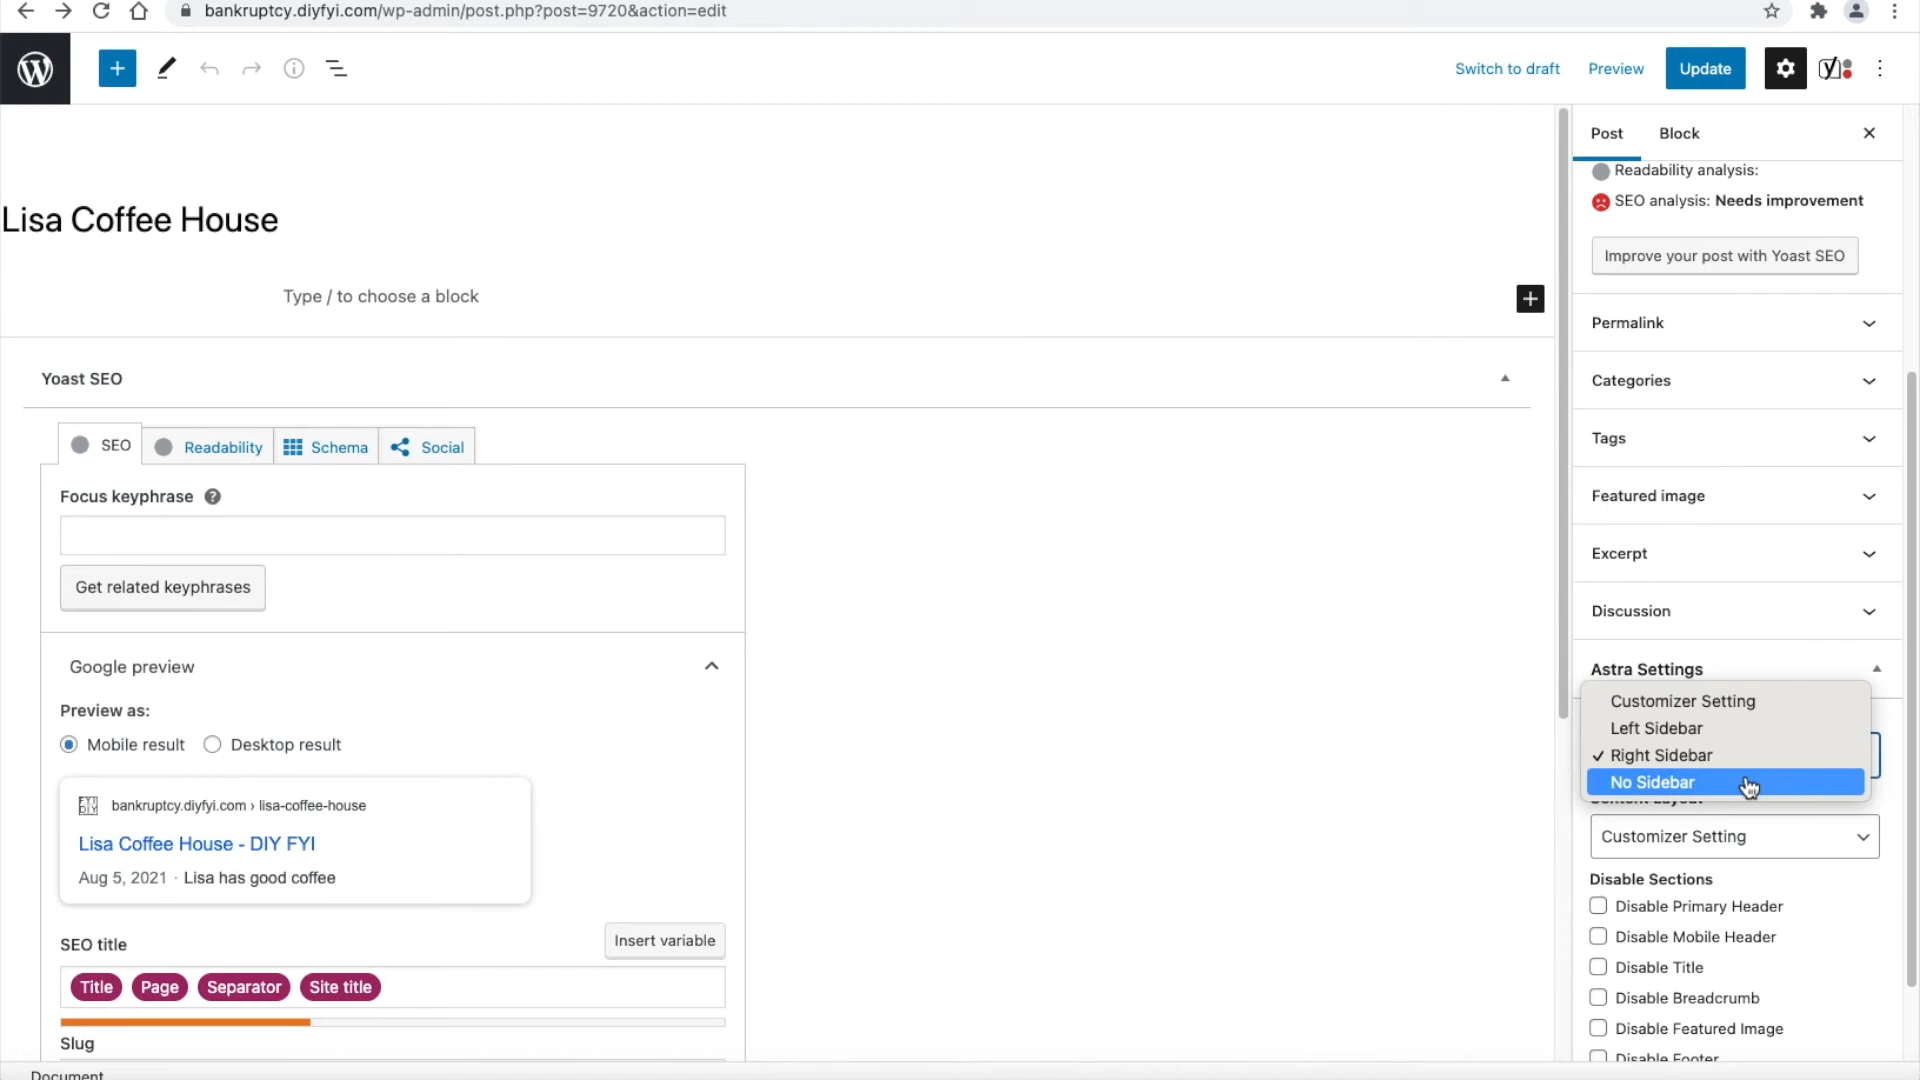 bankruptcy.diyfyi.com/wp-admin/post.php?post=9720&action=edit
Switch to draft
Preview
Update
Post
Block
Readability analysis:
SEO analysis: Needs improvement
Improve your post with Yoast SEO
Lisa Coffee House
Type / to choose a block
Permalink
Yoast SEO
Categories
SEO
Readability
Schema
Social
Tags
Focus keyphrase
Featured image
Get related keyphrases
Excerpt
Discussion
Google preview
Astra Settings
Preview as:
Customizer Setting
Left Sidebar
Mobile result
Desktop result
✓ Right Sidebar
No Sidebar
Content Layout
bankruptcy.diyfyi.com › lisa-coffee-house
Customizer Setting
Lisa Coffee House - DIY FYI
Aug 5, 2021 · Lisa has good coffee
Disable Sections
Disable Primary Header
Disable Mobile Header
SEO title
Insert variable
Disable Title
Title
Page
Separator
Site title
Disable Breadcrumb
Disable Featured Image
Slug
Disable Footer
Document